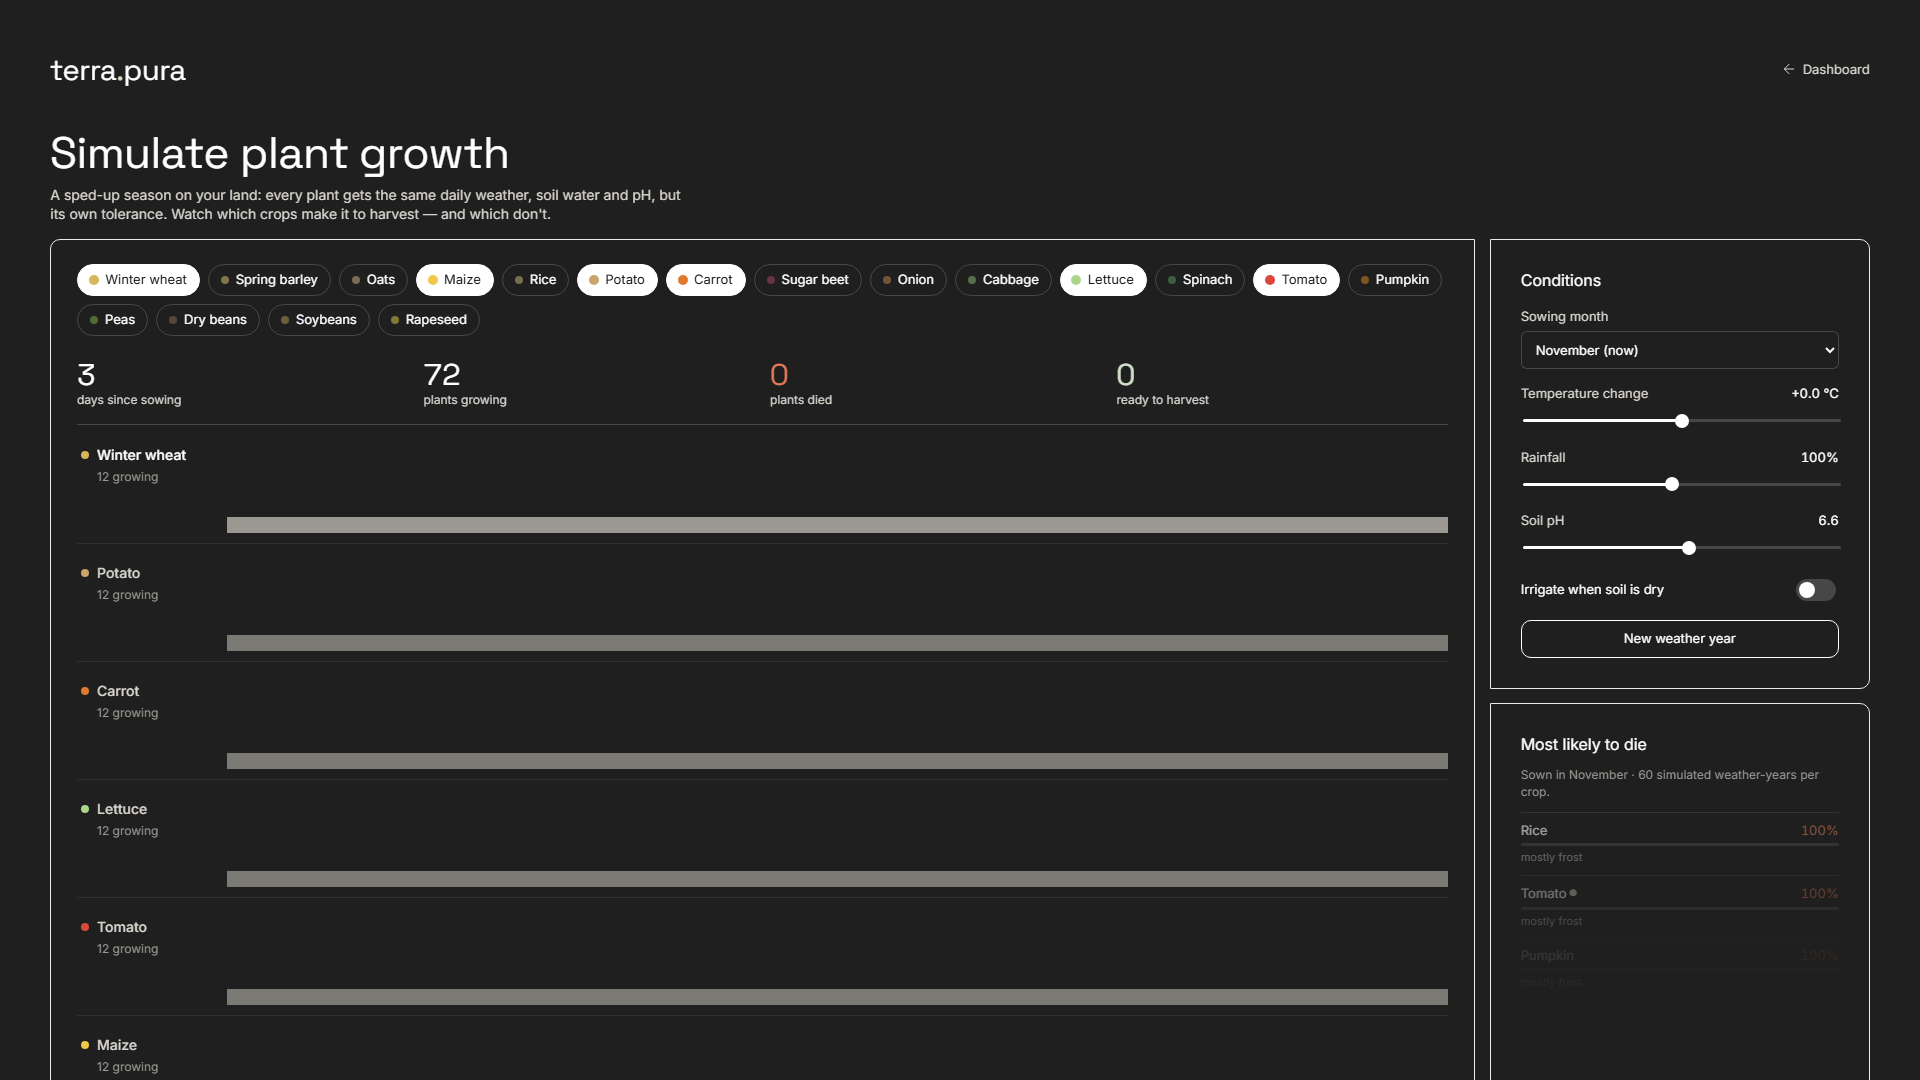 terra.pura
← Dashboard
Simulate plant growth
A sped-up season on your land: every plant gets the same daily weather, soil water and pH, but
its own tolerance. Watch which crops make it to harvest — and which don't.
Winter wheat Spring barley Oats Maize Rice Potato Carrot Sugar beet Onion Cabbage Lettuce Spinach Tomato Pumpkin
Peas Dry beans Soybeans Rapeseed
3 72 0 0
days since sowing plants growing plants died ready to harvest
Winter wheat
12 growing
Potato
12 growing
Carrot
12 growing
Lettuce
12 growing
Tomato
12 growing
Maize
12 growing
Conditions
Sowing month
November (now)
Temperature change +0.0 °C
Rainfall 100%
Soil pH 6.6
Irrigate when soil is dry
New weather year
Most likely to die
Sown in November · 60 simulated weather-years per
crop.
Rice 100%
mostly frost
Tomato 100%
mostly frost
Pumpkin 100%
mostly frost